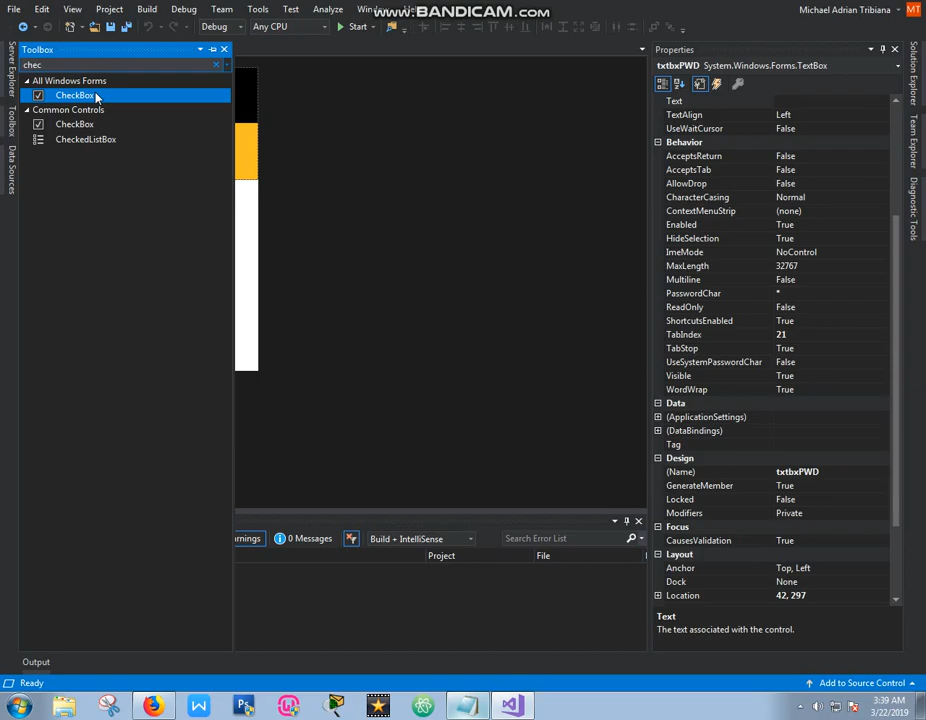 File Edit View Project Build Debug Team Tools Test Analyze Window
www.BANDICAM.com
Michael Adrian Tribiana MT
Debug Any CPU Start
Toolbox
chec
All Windows Forms
CheckBox
Common Controls
CheckBox
CheckedListBox
Server Explorer
Toolbox
Data Sources
Properties
txtbxPWD System.Windows.Forms.TextBox
Text
TextAlign Left
UseWaitCursor False
Behavior
AcceptsReturn False
AcceptsTab False
AllowDrop False
CharacterCasing Normal
ContextMenuStrip (none)
Enabled True
HideSelection True
ImeMode NoControl
MaxLength 32767
Multiline False
PasswordChar *
ReadOnly False
ShortcutsEnabled True
TabIndex 21
TabStop True
UseSystemPasswordChar False
Visible True
WordWrap True
Data
(ApplicationSettings)
(DataBindings)
Tag
Design
(Name) txtbxPWD
GenerateMember True
Locked False
Modifiers Private
Focus
CausesValidation True
Layout
Anchor Top, Left
Dock None
Location 42, 297
Text
The text associated with the control.
Solution Explorer
Team Explorer
Diagnostic Tools
0 Messages Build + IntelliSense Search Error List
Project File
Output
Ready Add to Source Control
3:39 AM
3/22/2019